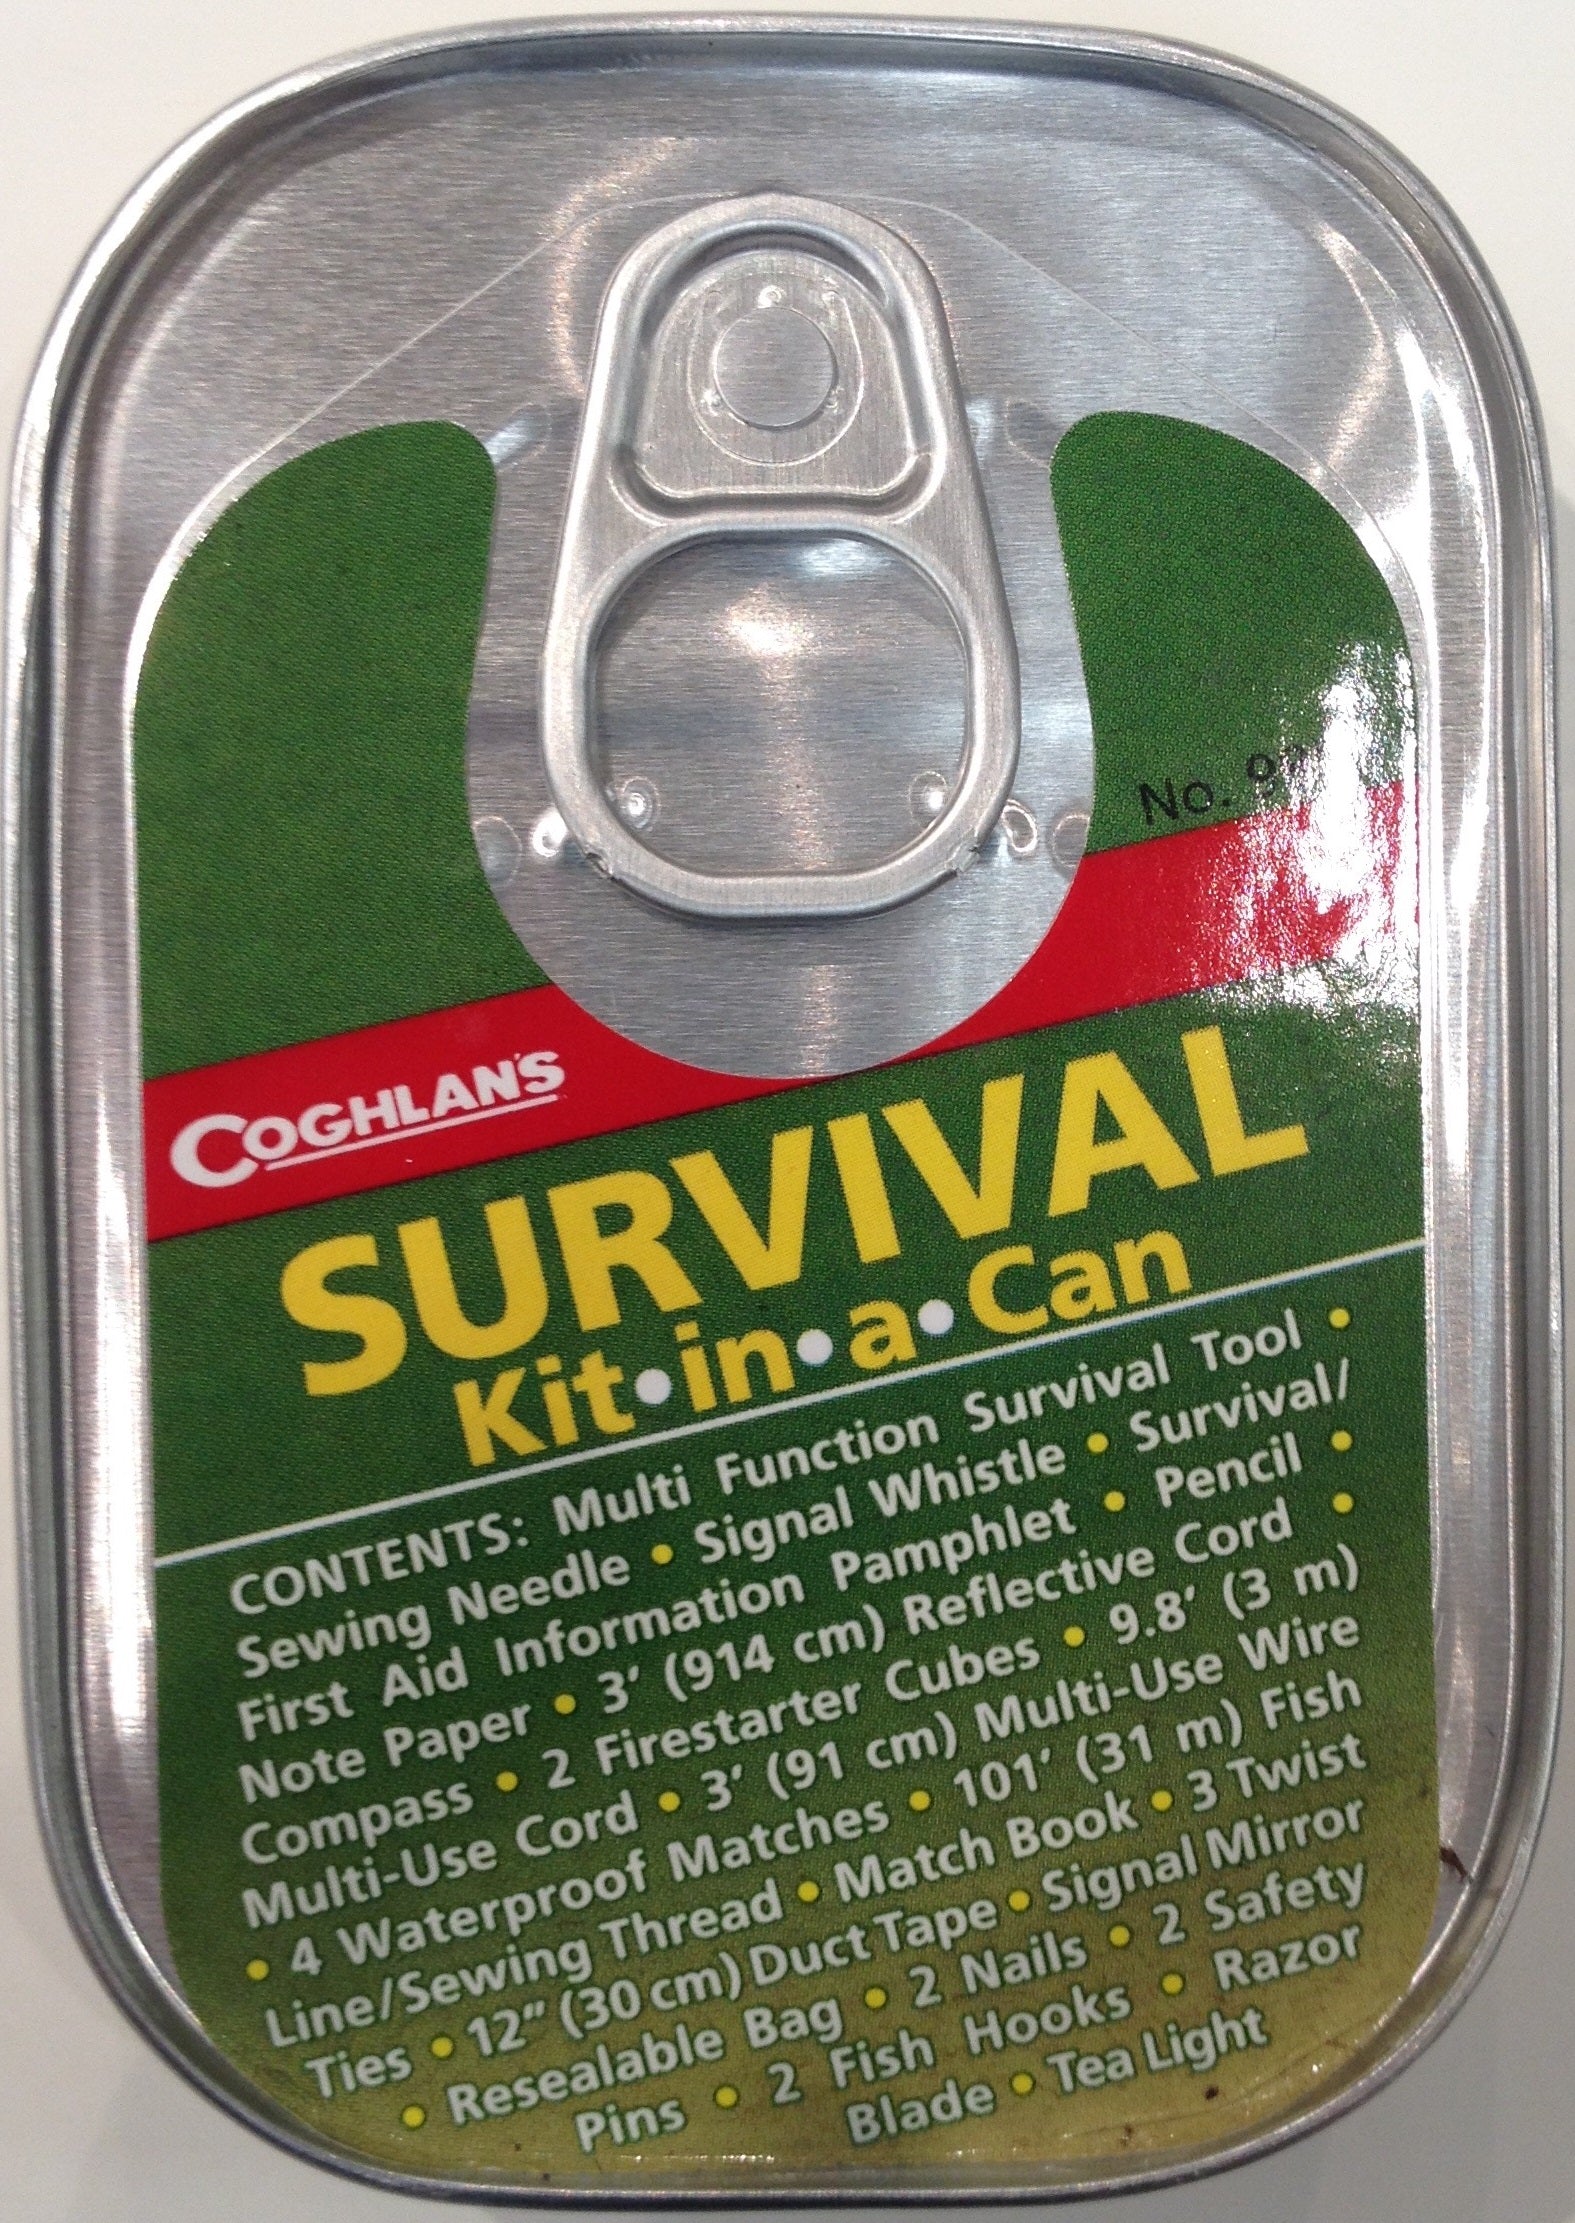 No.
COGHLAN'S
SURVIVAL
Kit•in•a•Can
CONTENTS: Multi Function Survival Tool •
Sewing Needle • Signal Whistle • Survival/
First Aid Information Pamphlet • Pencil •
Note Paper • 3' (914 cm) Reflective Cord •
Compass • 2 Firestarter Cubes • 9.8' (3 m)
Multi-Use Cord • 3' (91 cm) Multi-Use Wire
• 4 Waterproof Matches • 101' (31 m) Fish
Line/Sewing Thread • Match Book • 3 Twist
Ties • 12" (30 cm) Duct Tape • Signal Mirror
• Resealable Bag • 2 Nails • 2 Safety
Pins • 2 Fish Hooks • Razor
Blade • Tea Light